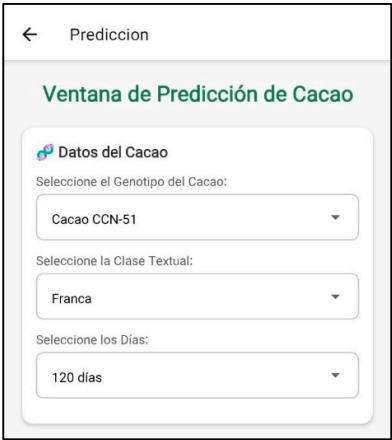 Prediccion
Ventana de Predicción de Cacao
Datos del Cacao
Seleccione el Genotipo del Cacao:
Cacao CCN-51
Seleccione la Clase Textual:
Franca
Seleccione los Días:
120 días